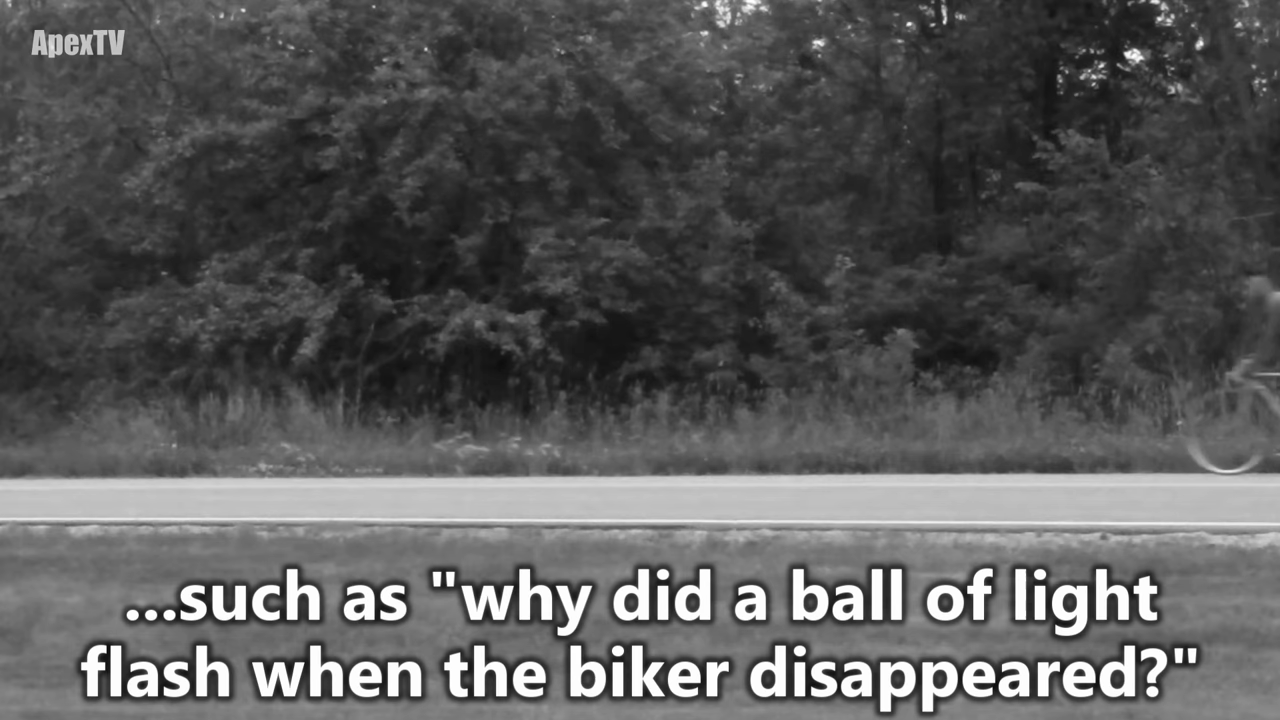 ApexTV
...such as "why did a ball of light
flash when the biker disappeared?"